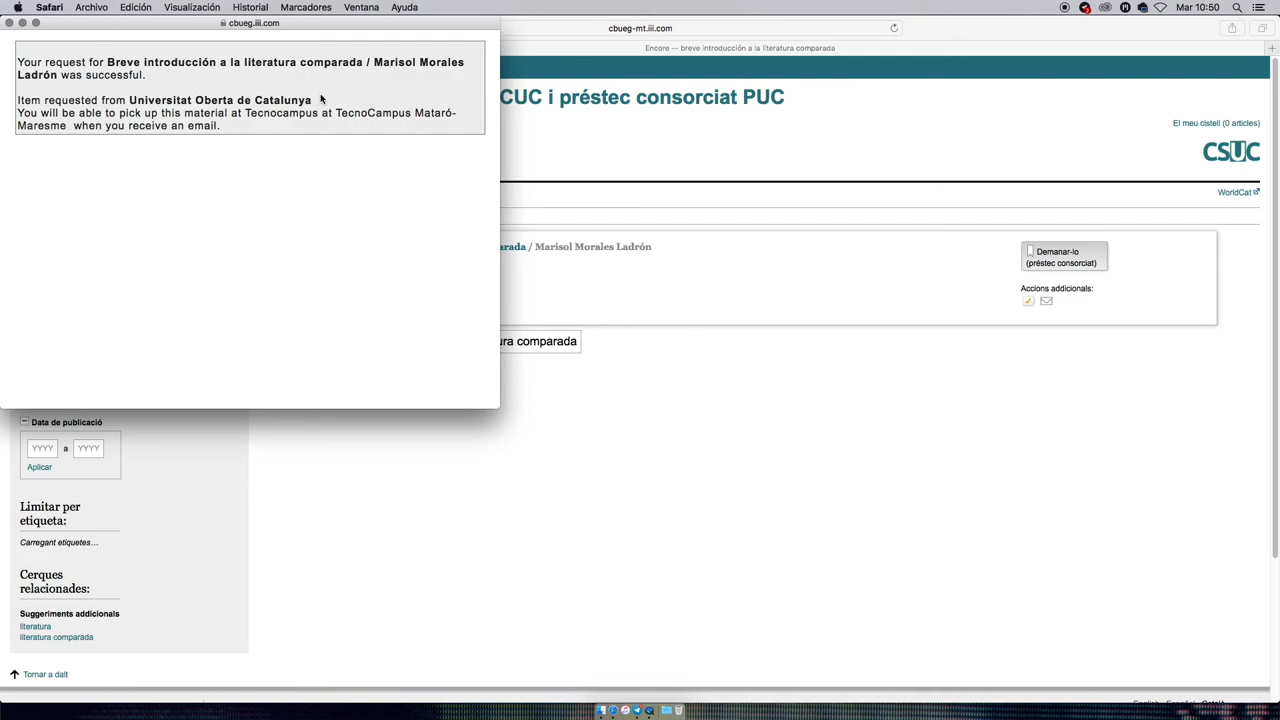 Safari Archivo Edición Visualización Historial Marcadores Ventana Ayuda
Mar 10:50
cbueg.iii.com
cbueg-mt.iii.com
Encore -- breve introducción a la literatura comparada
Your request for Breve introducción a la literatura comparada / Marisol Morales
Ladrón was successful.
Item requested from Universitat Oberta de Catalunya
You will be able to pick up this material at Tecnocampus at TecnoCampus Mataró-
Maresme when you receive an email.
CUC i préstec consorciat PUC
El meu cistell (0 articles)
CSUC
WorldCat
arada / Marisol Morales Ladrón
Demanar-lo
(préstec consorciat)
Accions addicionals:
ura comparada
Data de publicació
YYYY a YYYY
Aplicar
Limitar per
etiqueta:
Carregant etiquetes...
Cerques
relacionades:
Suggeriments addicionals
literatura
literatura comparada
Tornar a dalt